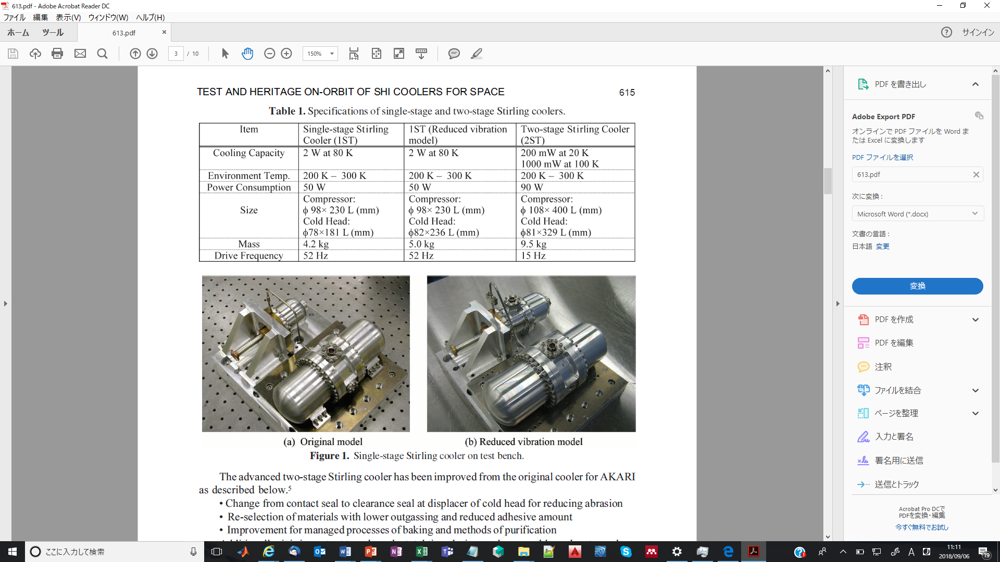 613.pdf - Adobe Acrobat Reader DC
ファイル 編集 表示(V) ウィンドウ(W) ヘルプ(H)
ホーム ツール 613.pdf × サインイン
3 / 10 150%
TEST AND HERITAGE ON-ORBIT OF SHI COOLERS FOR SPACE 615
Table 1. Specifications of single-stage and two-stage Stirling coolers.
Item Single-stage Stirling Cooler (1ST) 1ST (Reduced vibration model) Two-stage Stirling Cooler (2ST)
Cooling Capacity 2 W at 80 K 2 W at 80 K 200 mW at 20 K
1000 mW at 100 K
Environment Temp. 200 K – 300 K 200 K – 300 K 200 K – 300 K
Power Consumption 50 W 50 W 90 W
Compressor: Compressor: Compressor:
Size ϕ 98× 230 L (mm) ϕ 98× 230 L (mm) ϕ 108× 400 L (mm)
Cold Head: Cold Head: Cold Head:
ϕ78×181 L (mm) ϕ82×236 L (mm) ϕ81×329 L (mm)
Mass 4.2 kg 5.0 kg 9.5 kg
Drive Frequency 52 Hz 52 Hz 15 Hz
(a) Original model (b) Reduced vibration model
Figure 1. Single-stage Stirling cooler on test bench.
The advanced two-stage Stirling cooler has been improved from the original cooler for AKARI
as described below.5
• Change from contact seal to clearance seal at displacer of cold head for reducing abrasion
• Re-selection of materials with lower outgassing and reduced adhesive amount
• Improvement for managed processes of baking and methods of purification
PDF を書き出し
Adobe Export PDF
オンラインで PDF ファイルを Word ま
たは Excel に変換します
PDF ファイルを選択
613.pdf
次に変換 :
Microsoft Word (*.docx)
文書の言語 :
日本語 変更
変換
PDF を作成
PDF を編集
注釈
ファイルを結合
ページを整理
入力と署名
署名用に送信
送信とトラック
Acrobat Pro DCで
PDFを変換・編集
今すぐ無料でお試し
ここに入力して検索
A
11:11
2018/09/06
19